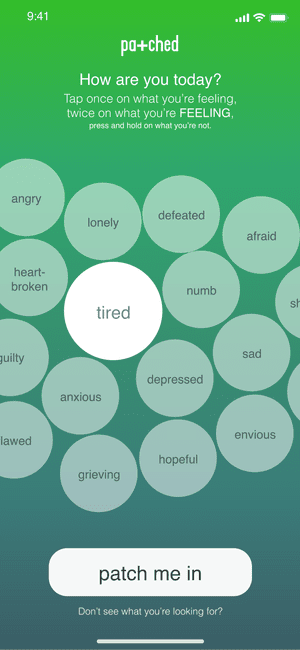 9:41
pa+ched
How are you today?
Tap once on what you're feeling,
twice on what you're FEELING,
press and hold on what you're not.
angry
lonely
defeated
afraid
heart-
broken
tired
numb
sh
guilty
anxious
depressed
sad
lawed
grieving
hopeful
envious
patch me in
Don't see what you're looking for?